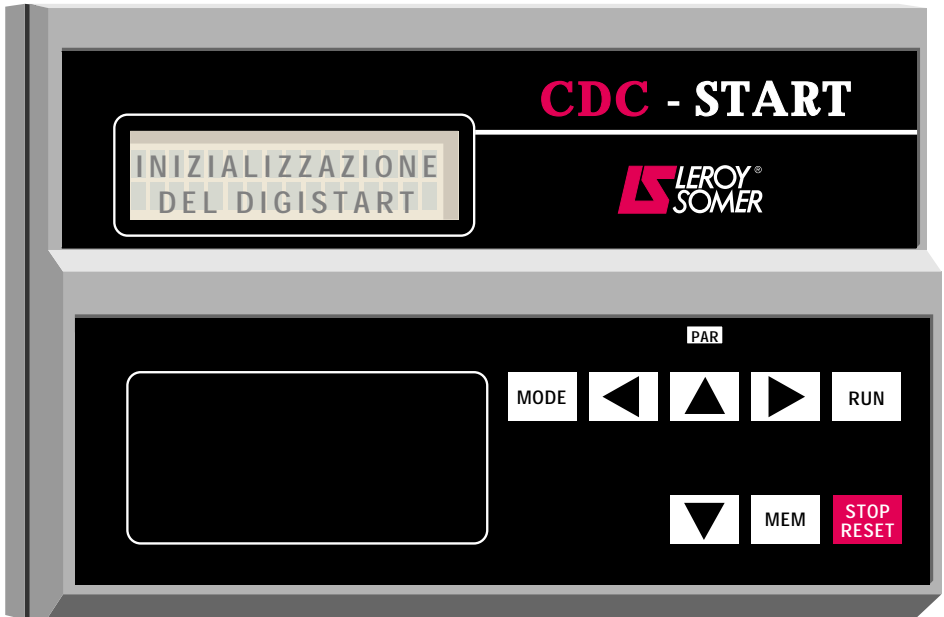 CDC - START
INIZIALIZZAZIONE
DEL DIGISTART
LEROY®
SOMER
PAR
MODE
RUN
MEM
STOP
RESET